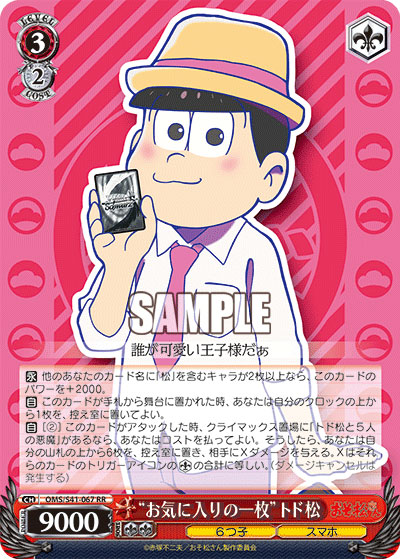 LEVEL
3
2
COST
SAMPLE
誰が可愛い王子様だぁ
永 他のあなたのカード名に「松」を含むキャラが2枚以上なら、このカードの
パワーを+2000。
自 このカードが手札から舞台に置かれた時、あなたは自分のクロックの上か
ら1枚を、控え室に置いてよい。
自 [②] このカードがアタックした時、クライマックス置場に「トド松と5人
の悪魔」があるなら、あなたはコストを払ってよい。そうしたら、あなたは自
分の山札の上から6枚を、控え室に置き、相手にXダメージを与える。Xはそれ
らのカードのトリガーアイコンの の合計に等しい。(ダメージキャンセルは
発生する)
CH OMS/S41-067 RR
POWER
9000
“お気に入りの一枚”トド松
おそ松さん
6つ子
スマホ
©赤塚不二夫／おそ松さん製作委員会